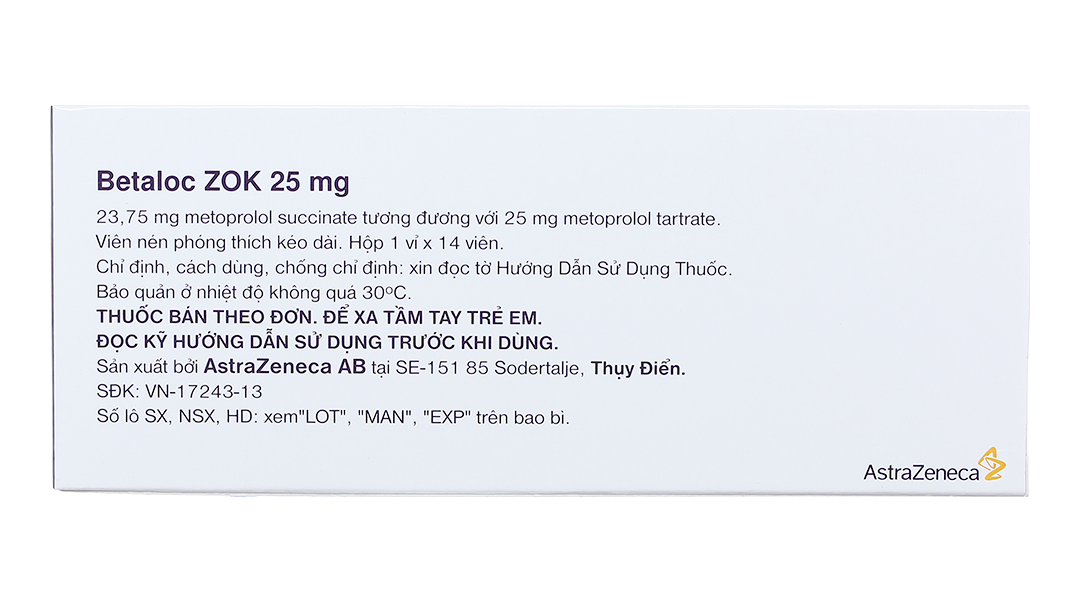 Betaloc ZOK 25 mg
23,75 mg metoprolol succinate tương đương với 25 mg metoprolol tartrate.
Viên nén phóng thích kéo dài. Hộp 1 vỉ x 14 viên.
Chỉ định, cách dùng, chống chỉ định: xin đọc tờ Hướng Dẫn Sử Dụng Thuốc.
Bảo quản ở nhiệt độ không quá 30ºC.
THUỐC BÁN THEO ĐƠN. ĐỂ XA TẦM TAY TRẺ EM.
ĐỌC KỸ HƯỚNG DẪN SỬ DỤNG TRƯỚC KHI DÙNG.
Sản xuất bởi AstraZeneca AB tại SE-151 85 Sodertalje, Thụy Điển.
SĐK: VN-17243-13
Số lô SX, NSX, HD: xem"LOT", "MAN", "EXP" trên bao bì.
AstraZeneca